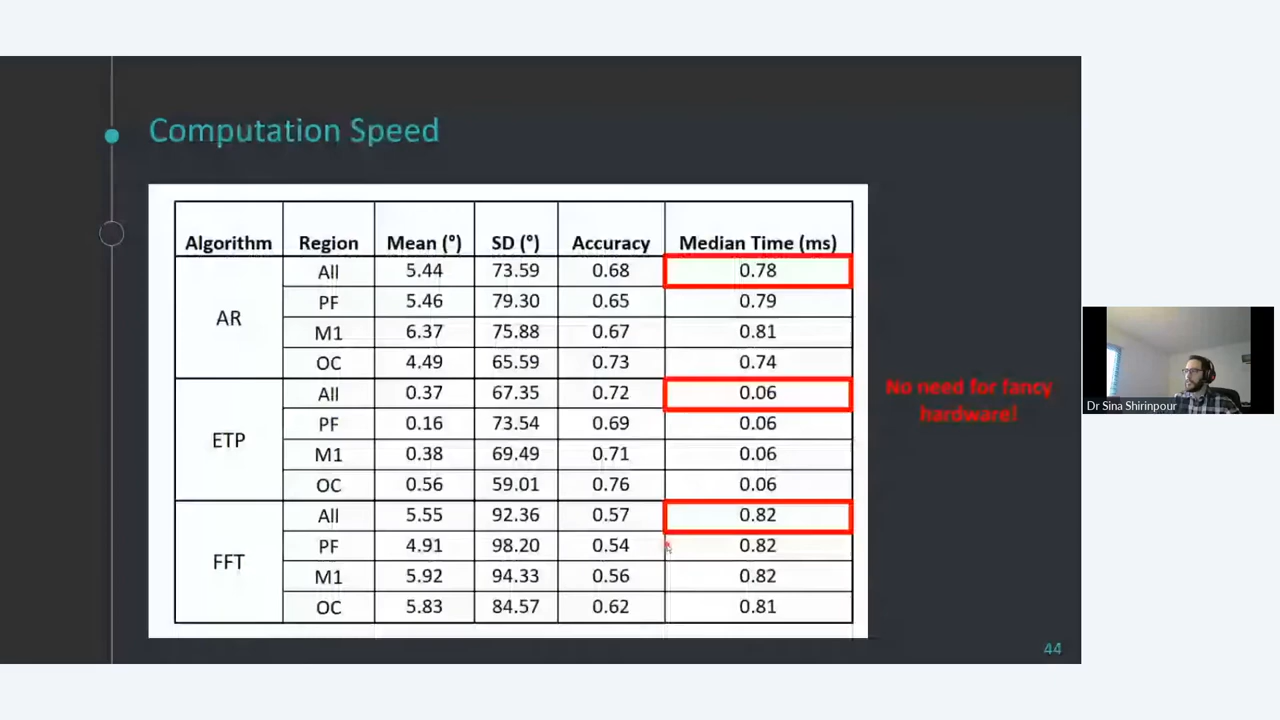 Computation Speed
Algorithm Region Mean (°) SD (°) Accuracy Median Time (ms)
AR
All 5.44 73.59 0.68 0.78
PF 5.46 79.30 0.65 0.79
M1 6.37 75.88 0.67 0.81
OC 4.49 65.59 0.73 0.74
ETP
All 0.37 67.35 0.72 0.06
PF 0.16 73.54 0.69 0.06
M1 0.38 69.49 0.71 0.06
OC 0.56 59.01 0.76 0.06
FFT
All 5.55 92.36 0.57 0.82
PF 4.91 98.20 0.54 0.82
M1 5.92 94.33 0.56 0.82
OC 5.83 84.57 0.62 0.81
No need for fancy
hardware!
Dr Sina Shirinpour
44